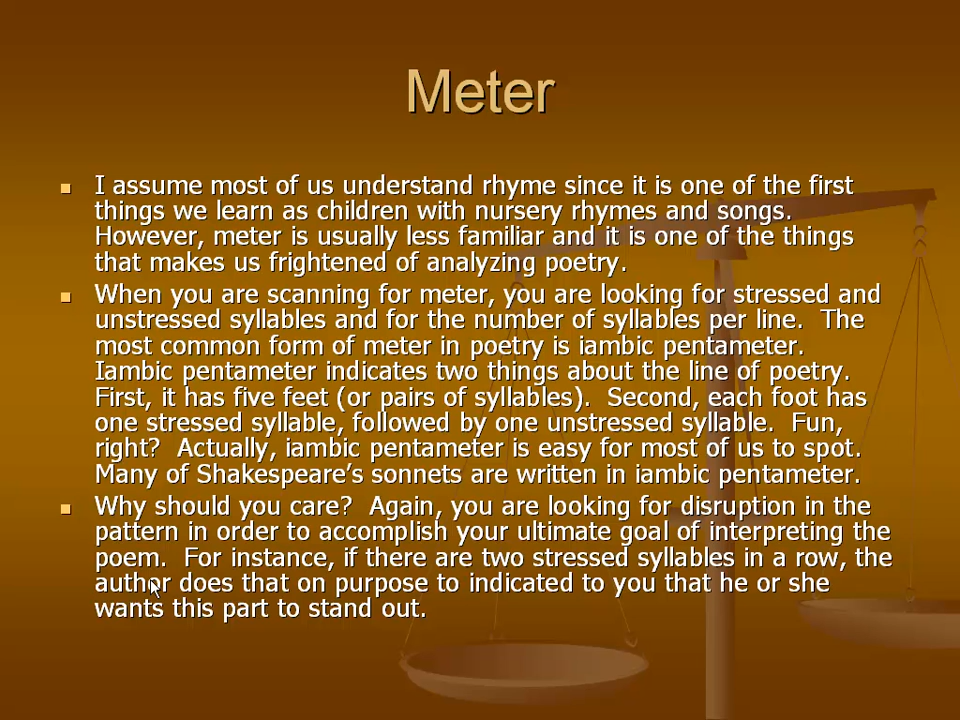 Meter
I assume most of us understand rhyme since it is one of the first
things we learn as children with nursery rhymes and songs.
However, meter is usually less familiar and it is one of the things
that makes us frightened of analyzing poetry.
When you are scanning for meter, you are looking for stressed and
unstressed syllables and for the number of syllables per line.  The
most common form of meter in poetry is iambic pentameter.
Iambic pentameter indicates two things about the line of poetry.
First, it has five feet (or pairs of syllables).  Second, each foot has
one stressed syllable, followed by one unstressed syllable.  Fun,
right?  Actually, iambic pentameter is easy for most of us to spot.
Many of Shakespeare's sonnets are written in iambic pentameter.
Why should you care?  Again, you are looking for disruption in the
pattern in order to accomplish your ultimate goal of interpreting the
poem.  For instance, if there are two stressed syllables in a row, the
author does that on purpose to indicated to you that he or she
wants this part to stand out.